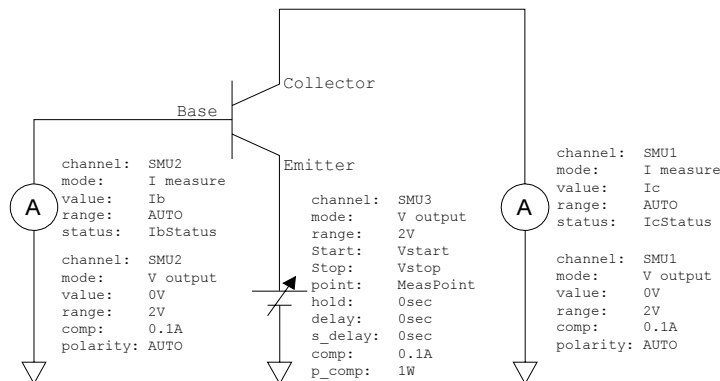 Collector
Base
Emitter
A
channel: SMU2
mode: I measure
value: Ib
range: AUTO
status: IbStatus
channel: SMU2
mode: V output
value: 0V
range: 2V
comp: 0.1A
polarity: AUTO
channel: SMU3
mode: V output
range: 2V
Start: Vstart
Stop: Vstop
point: MeasPoint
hold: 0sec
delay: 0sec
s_delay: 0sec
comp: 0.1A
p_comp: 1W
A
channel: SMU1
mode: I measure
value: Ic
range: AUTO
status: IcStatus
channel: SMU1
mode: V output
value: 0V
range: 2V
comp: 0.1A
polarity: AUTO